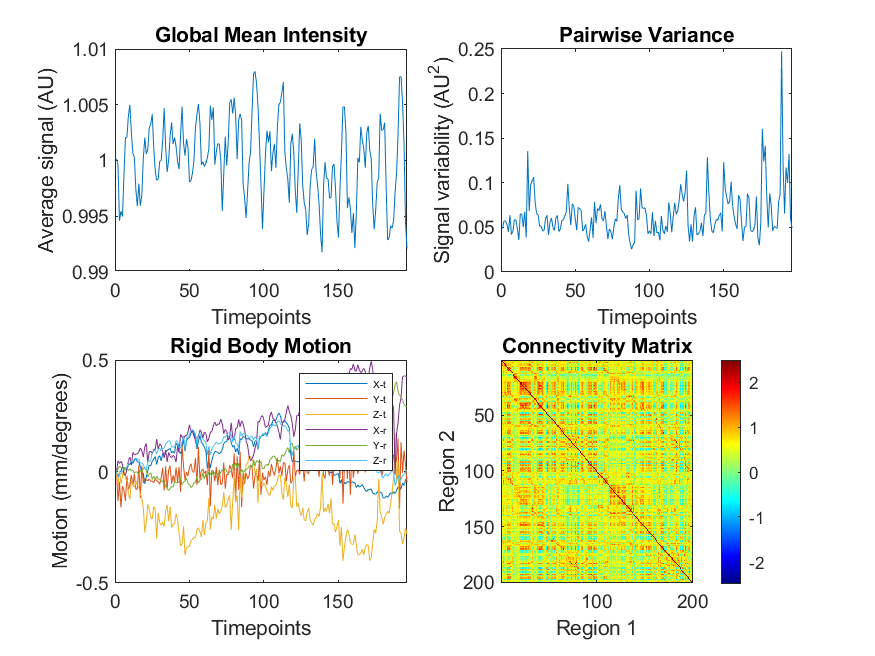 Global Mean Intensity
Average signal (AU)
1.01
1.005
1
0.995
0.99
0 50 100 150
Timepoints
Pairwise Variance
Signal variability (AU²)
0.25
0.2
0.15
0.1
0.05
0
0 50 100 150
Timepoints
Rigid Body Motion
Motion (mm/degrees)
0.5
0
-0.5
0 50 100 150
Timepoints
X-t
Y-t
Z-t
X-r
Y-r
Z-r
Connectivity Matrix
Region 2
50
100
150
200
100 200
Region 1
2
1
0
-1
-2